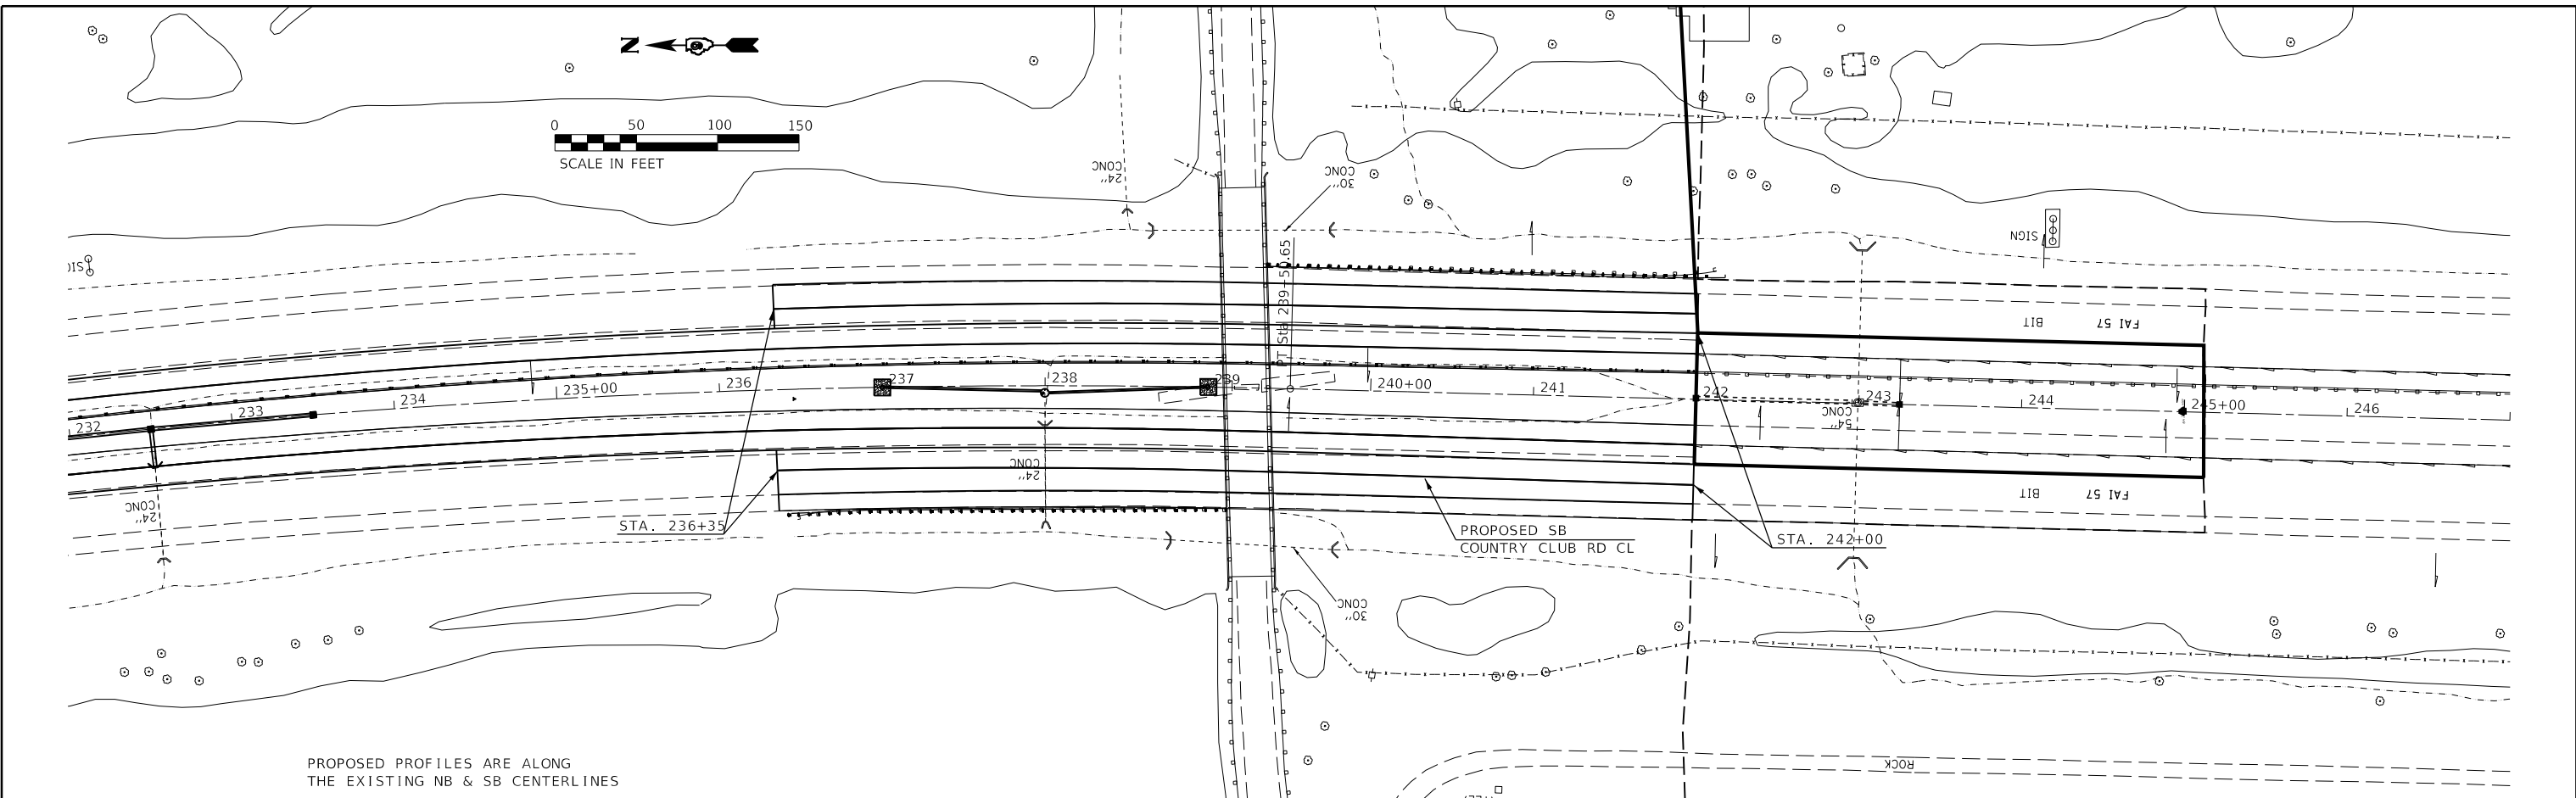 N
0 50 100 150
SCALE IN FEET
24" CONC
30" CONC
SIGN
PT Sta 239+50.65
FAI 57 BIT
232 233 234 235+00 236 237 238 239 240+00 241 242 243 244 245+00 246
54" CONC
24" CONC
24" CONC
FAI 57 BIT
STA. 236+35
PROPOSED SB
COUNTRY CLUB RD CL
STA. 242+00
30" CONC
ROCK
PROPOSED PROFILES ARE ALONG
THE EXISTING NB & SB CENTERLINES